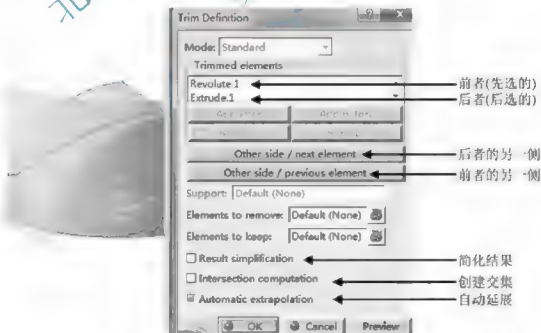 Trim Definition
Mode: Standard
Trimmed elements
Revolute.1 前者(先选的)
Extrude.1 后者(后选的)
Other side / next element 后者的另一侧
Other side / previous element 前者的另一侧
Support: Default (None)
Elements to remove: Default (None)
Elements to keep: Default (None)
Result simplification 简化结果
Intersection computation 创建交集
Automatic extrapolation 自动延展
OK Cancel Preview